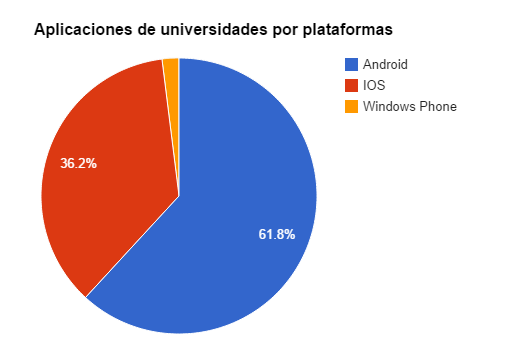 Aplicaciones de universidades por plataformas
Android
IOS
Windows Phone
36.2%
61.8%